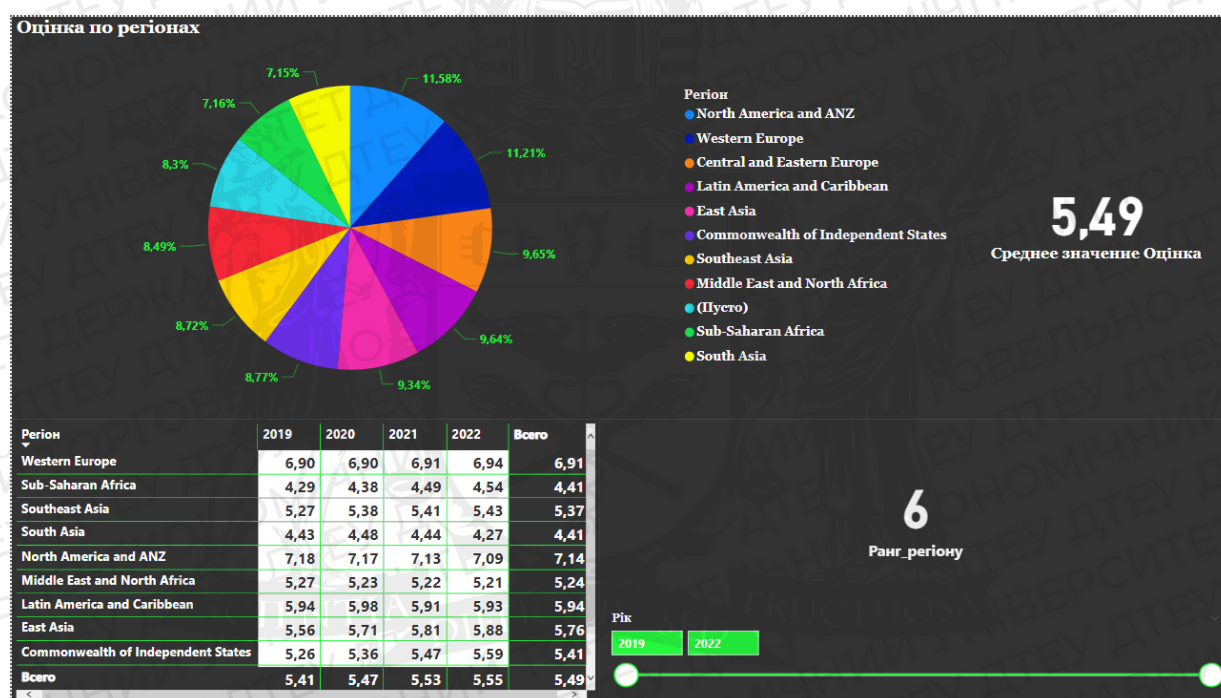 Оцінка по регіонах
7,15%
11,58%
7,16%
11,21%
8,3%
8,49%
9,65%
8,72%
9,64%
8,77%
9,34%
Регіон
North America and ANZ
Western Europe
Central and Eastern Europe
Latin America and Caribbean
East Asia
Commonwealth of Independent States
Southeast Asia
Middle East and North Africa
(Пусто)
Sub-Saharan Africa
South Asia
5,49
Среднее значение Оцінка
Регіон 2019 2020 2021 2022 Всего
Western Europe 6,90 6,90 6,91 6,94 6,91
Sub-Saharan Africa 4,29 4,38 4,49 4,54 4,41
Southeast Asia 5,27 5,38 5,41 5,43 5,37
South Asia 4,43 4,48 4,44 4,27 4,41
North America and ANZ 7,18 7,17 7,13 7,09 7,14
Middle East and North Africa 5,27 5,23 5,22 5,21 5,24
Latin America and Caribbean 5,94 5,98 5,91 5,93 5,94
East Asia 5,56 5,71 5,81 5,88 5,76
Commonwealth of Independent States 5,26 5,36 5,47 5,59 5,41
Всего 5,41 5,47 5,53 5,55 5,49
6
Ранг_регіону
Рік
2019 2022